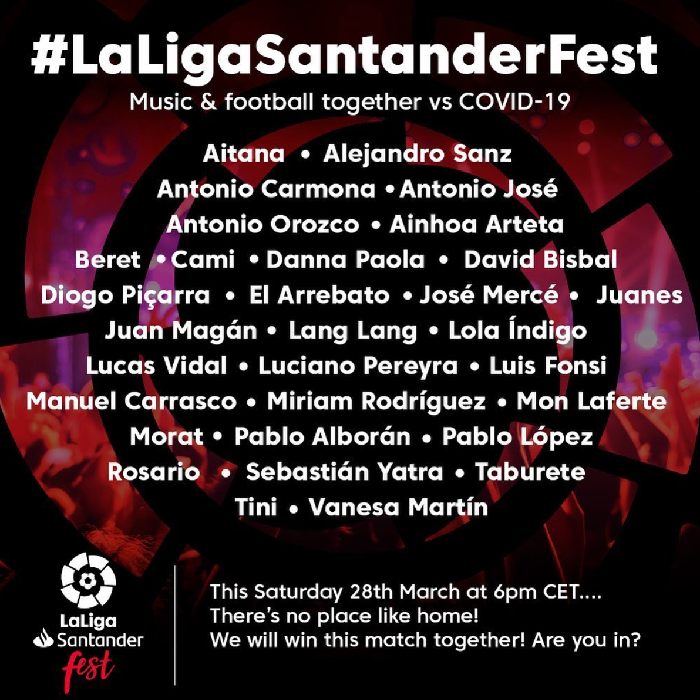 #LaLigaSantanderFest
Music & football together vs COVID-19
Aitana • Alejandro Sanz
Antonio Carmona • Antonio José
Antonio Orozco • Ainhoa Arteta
Beret • Cami • Danna Paola • David Bisbal
Diogo Piçarra • El Arrebato • José Mercé • Juanes
Juan Magán • Lang Lang • Lola Índigo
Lucas Vidal • Luciano Pereyra • Luis Fonsi
Manuel Carrasco • Miriam Rodríguez • Mon Laferte
Morat • Pablo Alborán • Pablo López
Rosario • Sebastián Yatra • Taburete
Tini • Vanesa Martín
LaLiga
Santander
fest
This Saturday 28th March at 6pm CET....
There's no place like home!
We will win this match together! Are you in?